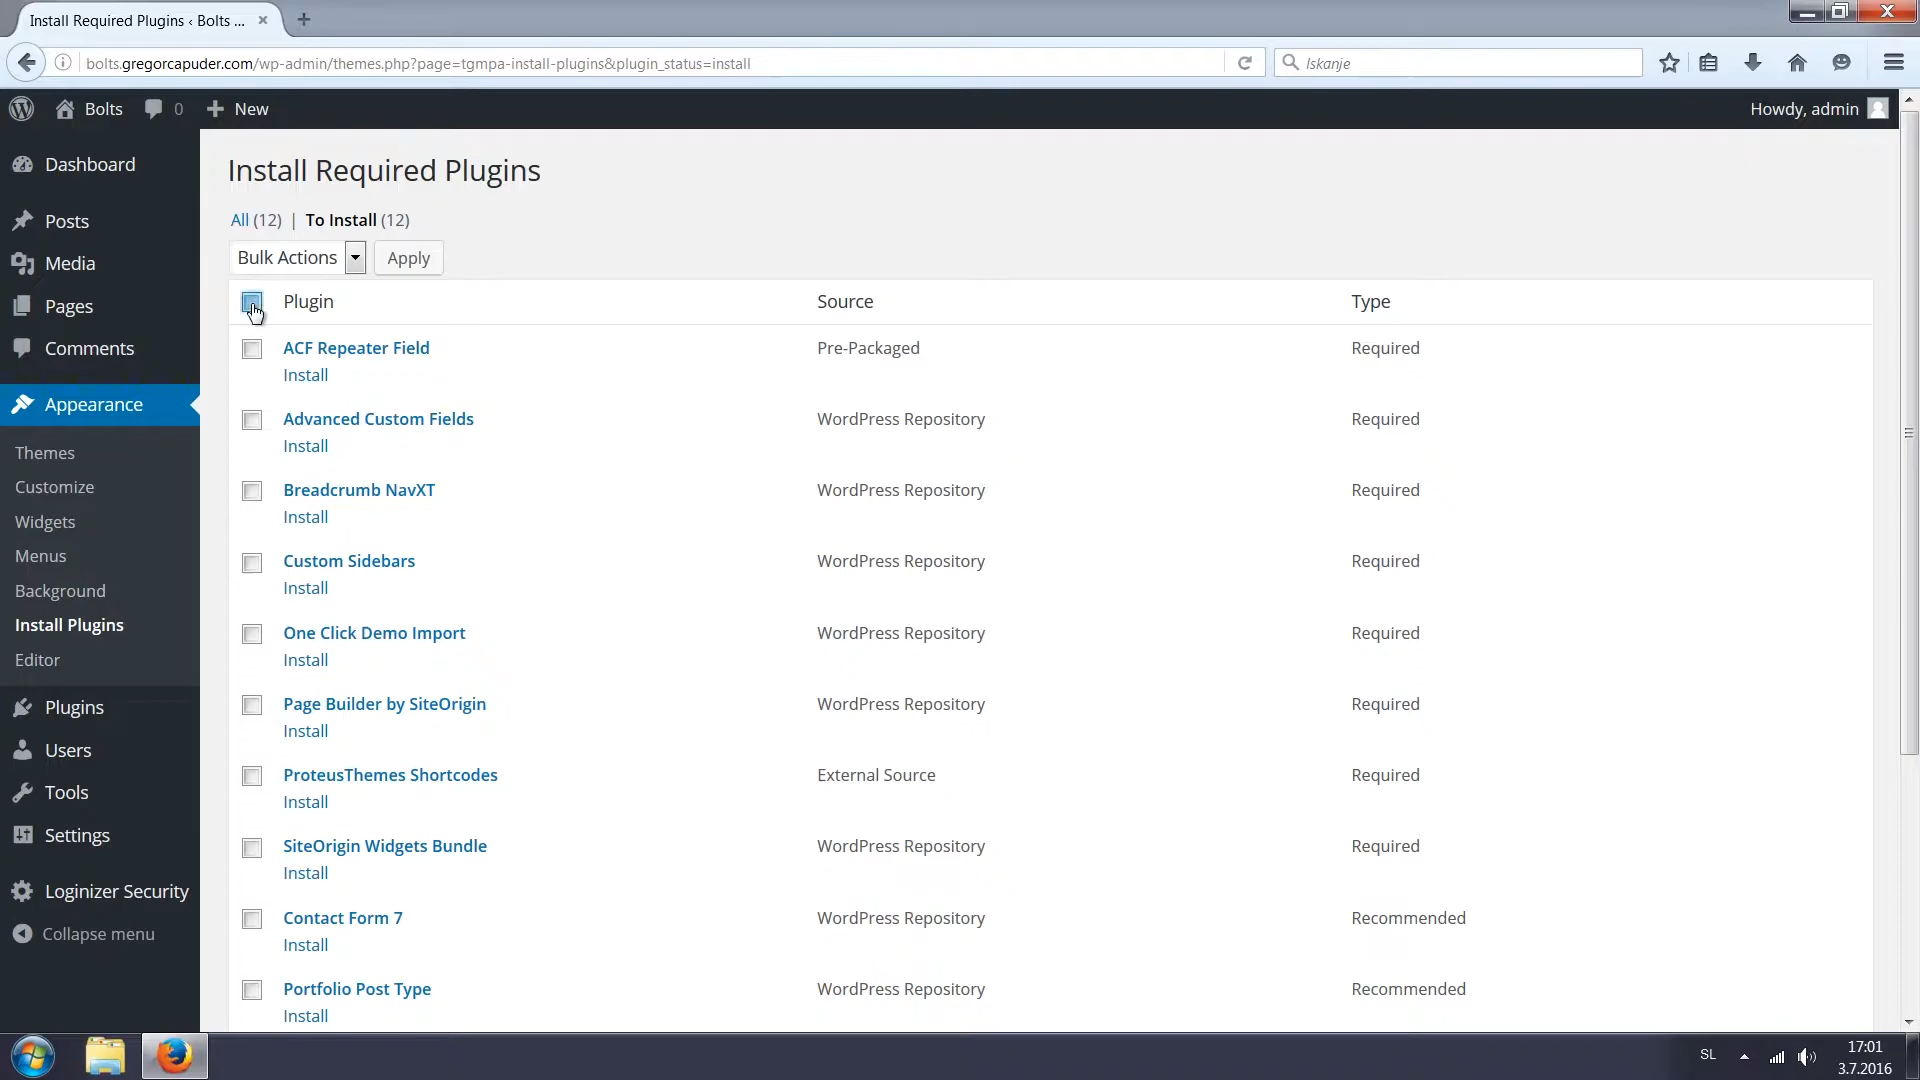 Install Required Plugins ‹ Bolts ...
bolts.gregorcapuder.com/wp-admin/themes.php?page=tgmpa-install-plugins&plugin_status=install
Iskanje
Bolts
0
New
Howdy, admin
Dashboard
Posts
Media
Pages
Comments
Appearance
Themes
Customize
Widgets
Menus
Background
Install Plugins
Editor
Plugins
Users
Tools
Settings
Loginizer Security
Collapse menu
Install Required Plugins
All (12) | To Install (12)
Bulk Actions
Apply
Plugin Source Type
ACF Repeater Field Pre-Packaged Required
Install
Advanced Custom Fields WordPress Repository Required
Install
Breadcrumb NavXT WordPress Repository Required
Install
Custom Sidebars WordPress Repository Required
Install
One Click Demo Import WordPress Repository Required
Install
Page Builder by SiteOrigin WordPress Repository Required
Install
ProteusThemes Shortcodes External Source Required
Install
SiteOrigin Widgets Bundle WordPress Repository Required
Install
Contact Form 7 WordPress Repository Recommended
Install
Portfolio Post Type WordPress Repository Recommended
Install
SL
17:01
3.7.2016